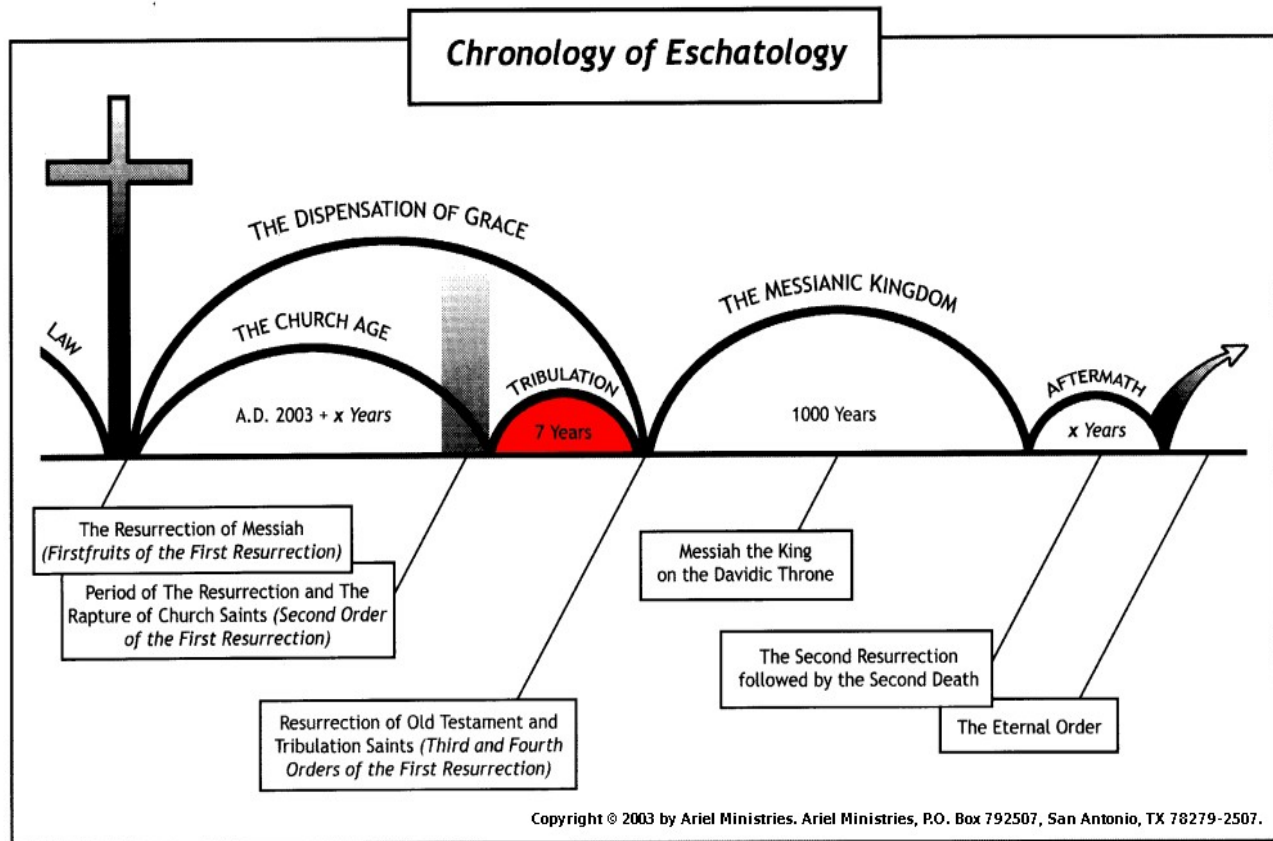 Chronology of Eschatology
LAW
THE DISPENSATION OF GRACE
THE CHURCH AGE
A.D. 2003 + x Years
TRIBULATION
7 Years
THE MESSIANIC KINGDOM
1000 Years
AFTERMATH
x Years
The Resurrection of Messiah
(Firstfruits of the First Resurrection)
Period of The Resurrection and The
Rapture of Church Saints (Second Order
of the First Resurrection)
Resurrection of Old Testament and
Tribulation Saints (Third and Fourth
Orders of the First Resurrection)
Messiah the King
on the Davidic Throne
The Second Resurrection
followed by the Second Death
The Eternal Order
Copyright © 2003 by Ariel Ministries. Ariel Ministries, P.O. Box 792507, San Antonio, TX 78279-2507.